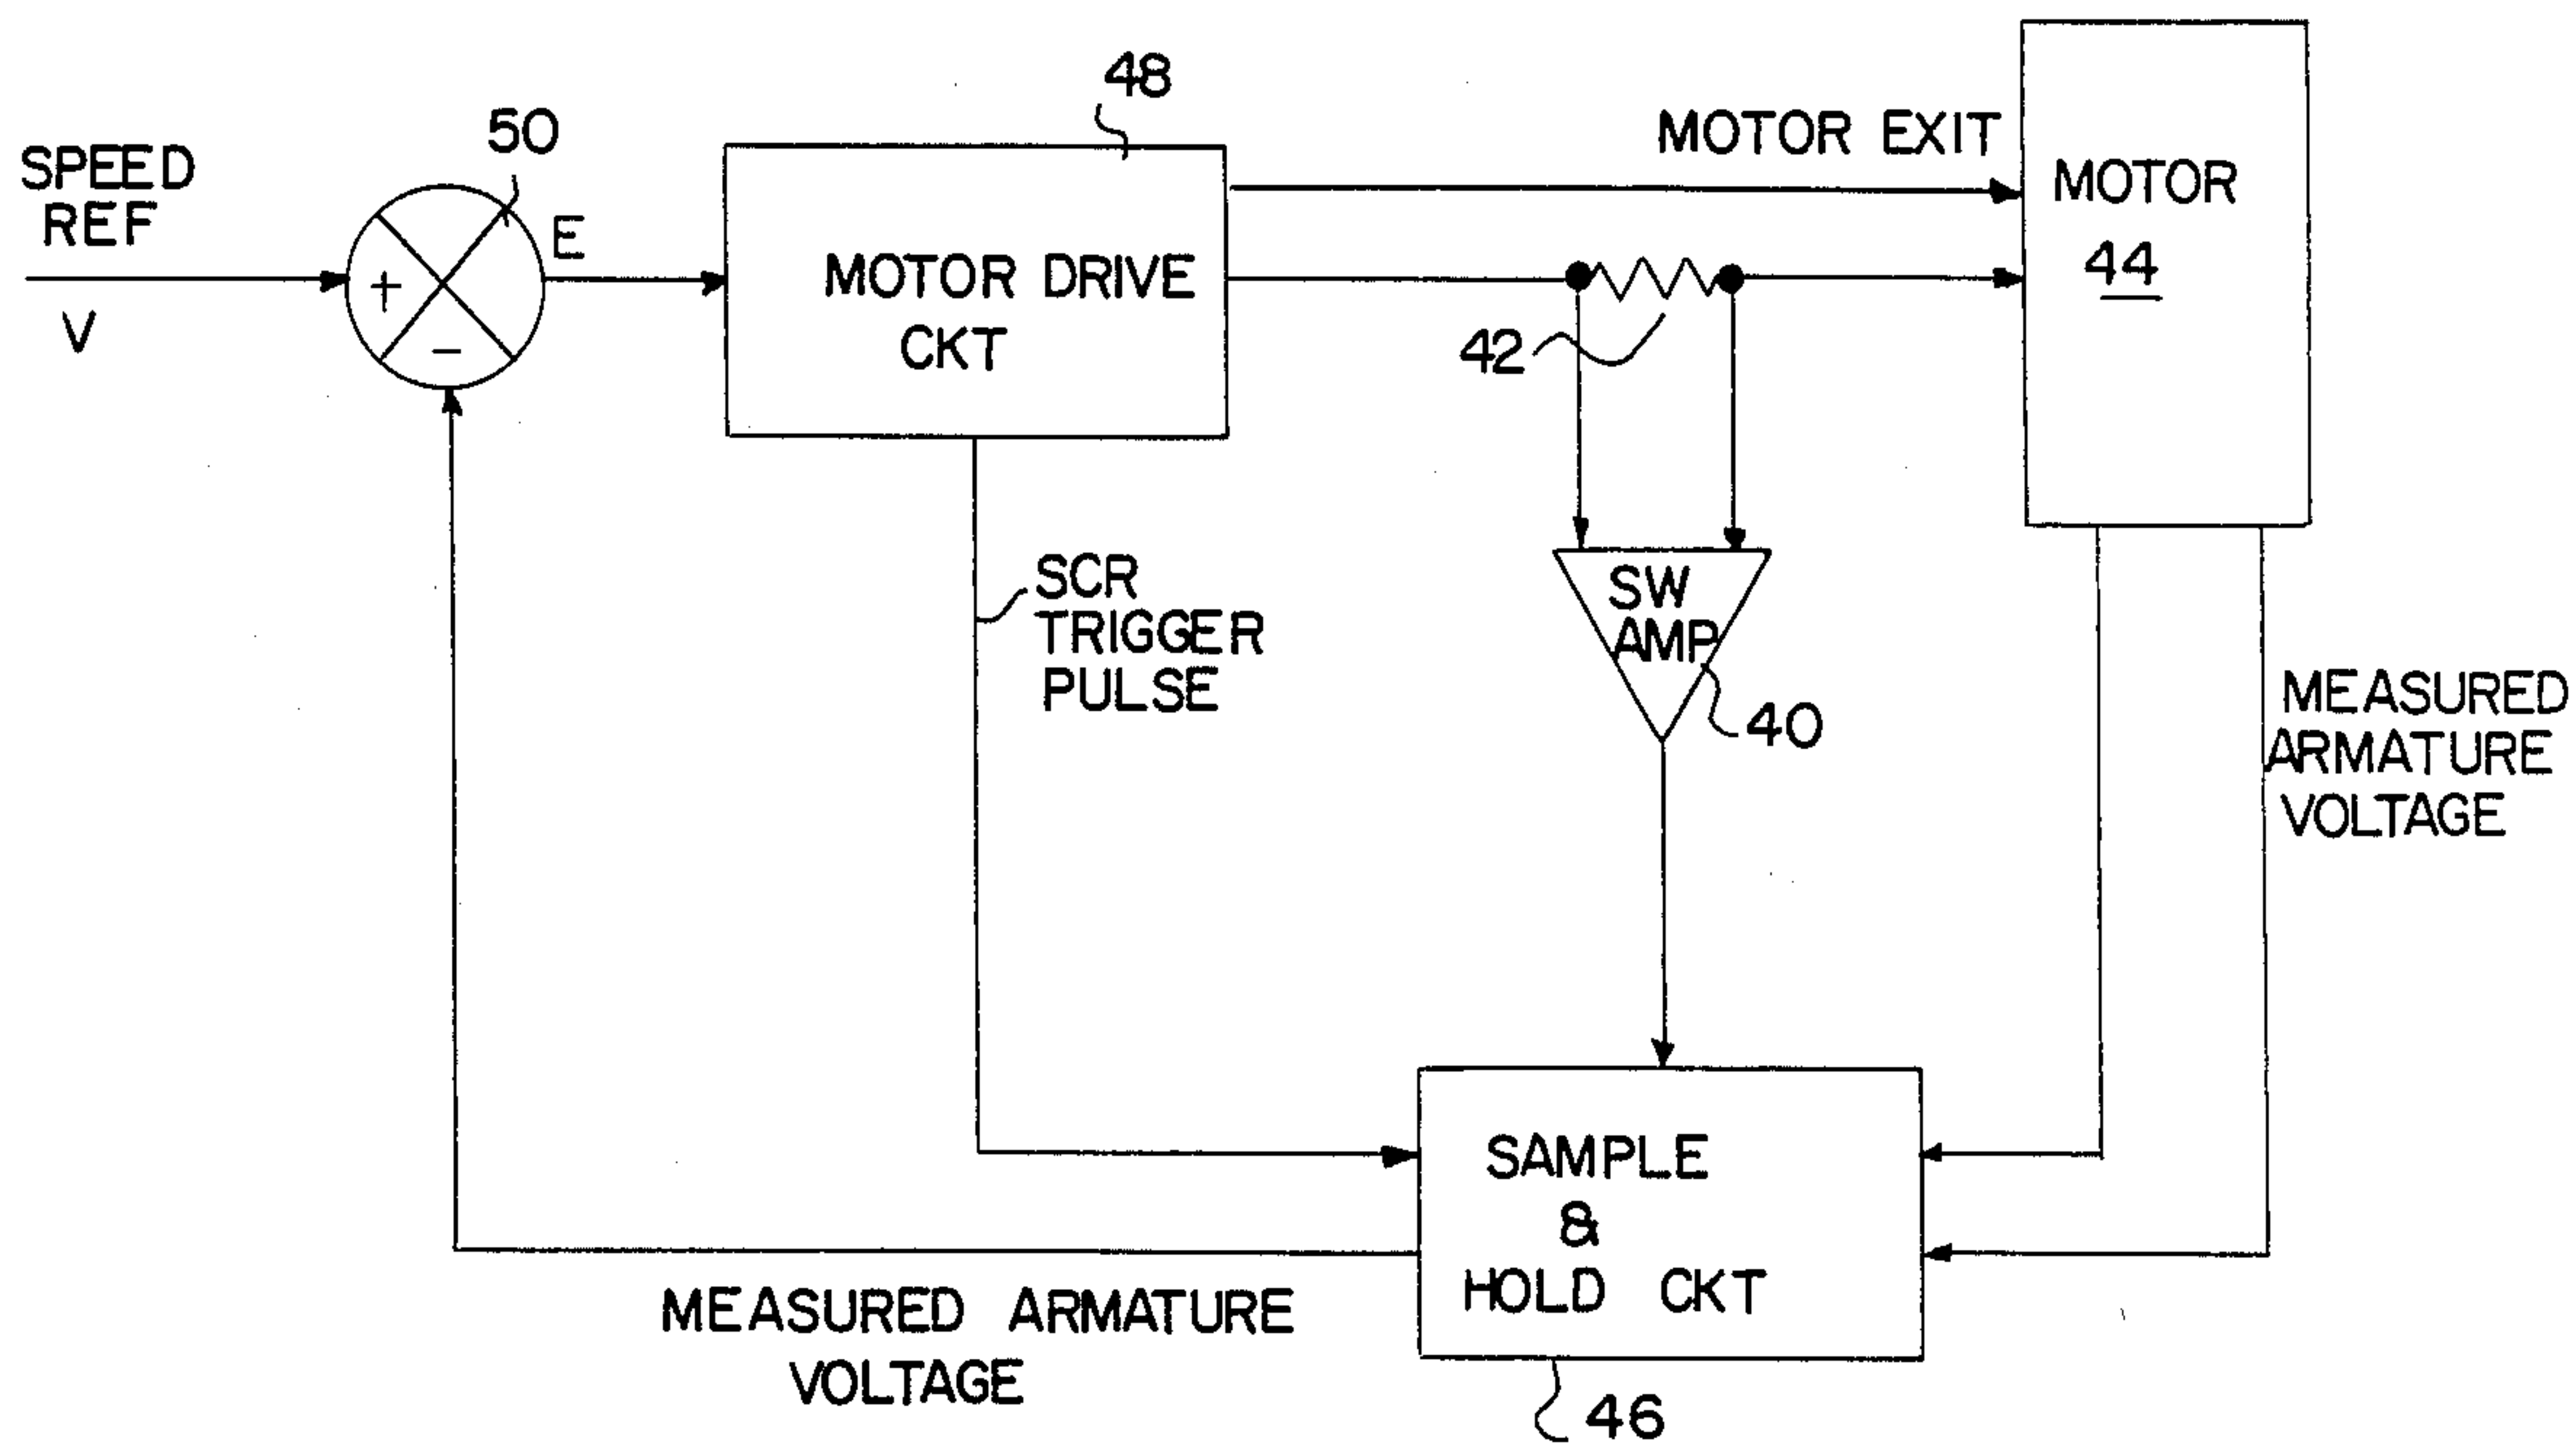 48
50
SPEED
REF
V
+
−
E
MOTOR DRIVE
CKT
MOTOR EXIT
MOTOR
44
42
SCR
TRIGGER
PULSE
SW
AMP
40
MEASURED
ARMATURE
VOLTAGE
SAMPLE
&
HOLD CKT
MEASURED ARMATURE
VOLTAGE
46